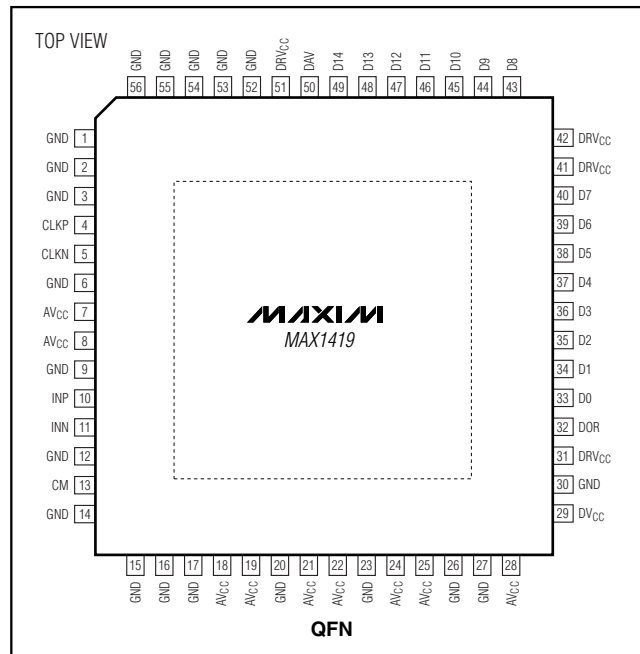 TOP VIEW
GND GND GND GND GND DRVCC DAV D14 D13 D12 D11 D10 D9 D8
56 55 54 53 52 51 50 49 48 47 46 45 44 43
GND 1
GND 2
GND 3
CLKP 4
CLKN 5
GND 6
AVCC 7
AVCC 8
GND 9
INP 10
INN 11
GND 12
CM 13
GND 14
MAXIM
MAX1419
42 DRVCC
41 DRVCC
40 D7
39 D6
38 D5
37 D4
36 D3
35 D2
34 D1
33 D0
32 DOR
31 DRVCC
30 GND
29 DVCC
15 16 17 18 19 20 21 22 23 24 25 26 27 28
GND GND GND AVCC AVCC GND AVCC AVCC GND AVCC AVCC GND GND AVCC
QFN